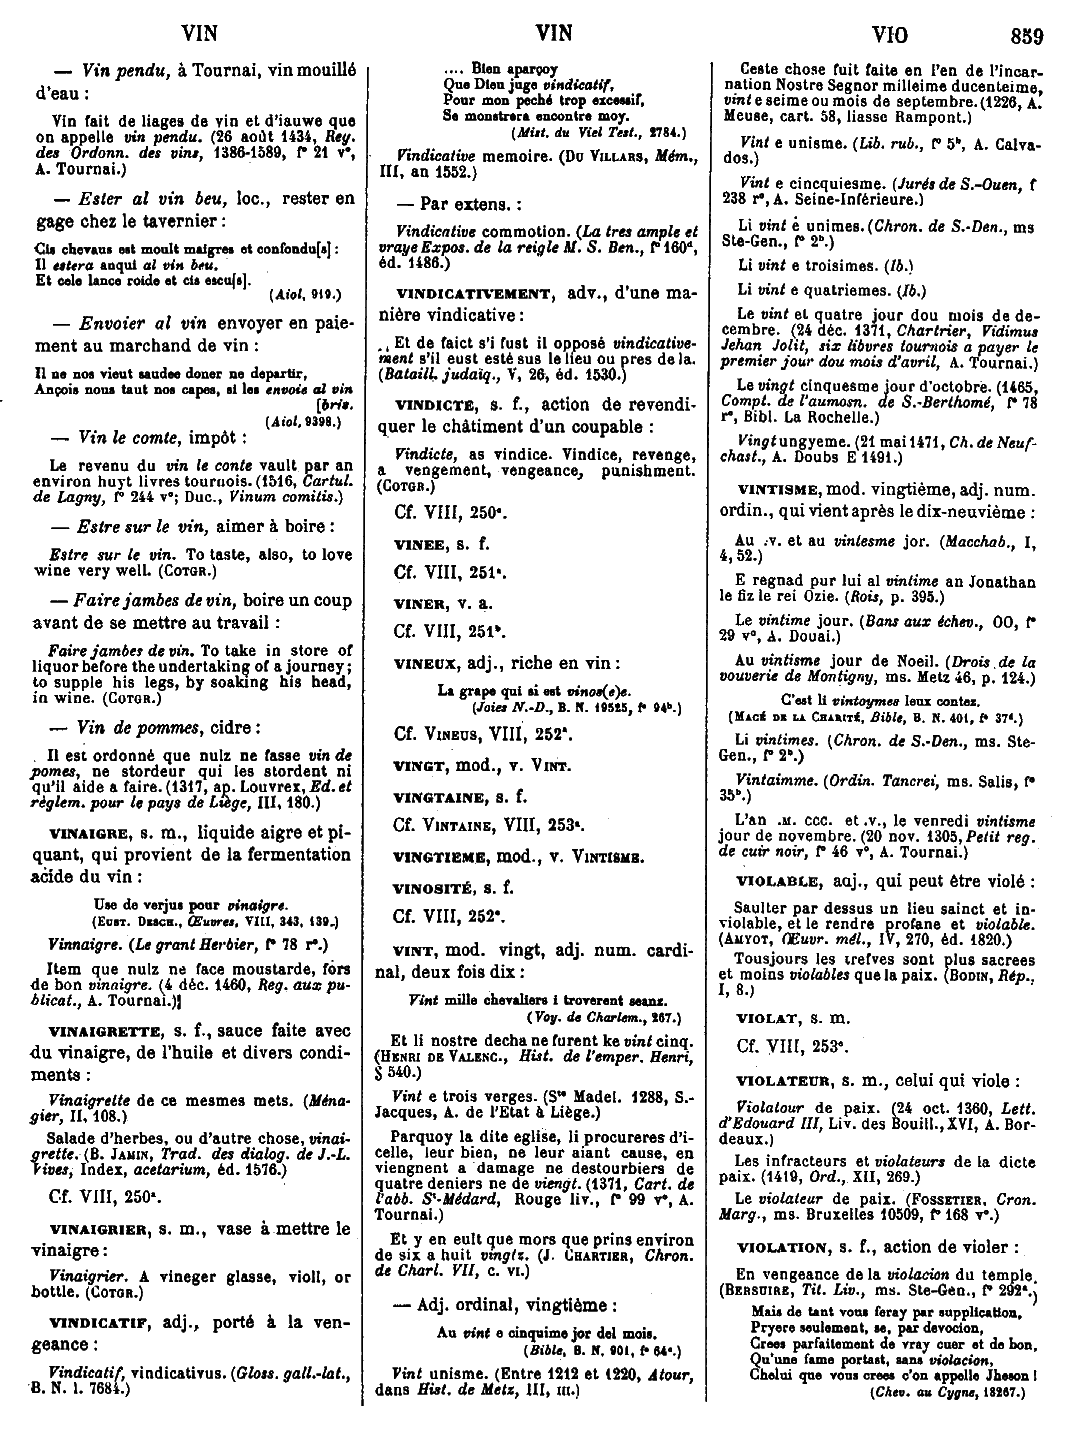 VIN
VIN
VIO
859
— Vin pendu, à Tournai, vin mouillé
d'eau :
Vin fait de liages de vin et d'iauwe que
on appelle vin pendu. (26 août 1434, Reg.
des Ordonn. des vins, 1386-1589, f° 21 v°,
A. Tournai.)
— Ester al vin beu, loc., rester en
gage chez le tavernier :
Cis chevaus est moult maigres et confondu[s] :
Il estera anqui al vin beu.
Et cele lance roide et cis escu[s].
(Aiol, 919.)
— Envoier al vin envoyer en paie-
ment au marchand de vin :
Il ne nos vieut saudee doner ne departir,
Ançois nous taut nos capes, si les envoie al vin
[bris.
(Aiol, 9398.)
— Vin le comte, impôt :
Le revenu du vin le conte vault par an
environ huyt livres tournois. (1516, Cartul.
de Lagny, f° 244 v°; Duc., Vinum comitis.)
— Estre sur le vin, aimer à boire :
Estre sur le vin. To taste, also, to love
wine very well. (COTGR.)
— Faire jambes de vin, boire un coup
avant de se mettre au travail :
Faire jambes de vin. To take in store of
liquor before the undertaking of a journey ;
to supple his legs, by soaking his head,
in wine. (COTGR.)
— Vin de pommes, cidre :
Il est ordonné que nulz ne fasse vin de
pomes, ne stordeur qui les stordent ni
qu'il aide a faire. (1317, ap. Louvrex, Ed. et
règlem. pour le pays de Liège, III, 180.)
VINAIGRE, s. m., liquide aigre et pi-
quant, qui provient de la fermentation
acide du vin :
Use de verjus pour vinaigre.
(EUST. DESCH., Œuvres, VIII, 343, 139.)
Vinnaigre. (Le grant Herbier, f° 78 r°.)
Item que nulz ne face moustarde, fors
de bon vinaigre. (4 déc. 1460, Reg. aux pu-
blicat., A. Tournai.)
VINAIGRETTE, s. f., sauce faite avec
du vinaigre, de l'huile et divers condi-
ments :
Vinaigrette de ce mesmes mets. (Ména-
gier, II, 108.)
Salade d'herbes, ou d'autre chose, vinai-
grette. (B. JAMIN, Trad. des dialog. de J.-L.
Vives, Index, acetarium, éd. 1576.)
Cf. VIII, 250ᵃ.
VINAIGRIER, s. m., vase à mettre le
vinaigre :
Vinaigrier. A vineger glasse, violl, or
bottle. (COTGR.)
VINDICATIF, adj., porté à la ven-
geance :
Vindicatif, vindicativus. (Gloss. gall.-lat.,
B. N. l. 7684.)
.... Bien aparçoy
Que Dieu juge vindicatif,
Pour mon peché trop excessif,
Se monstrera encontre moy.
(Mist. du Viel Test., 2784.)
Vindicative memoire. (DU VILLARS, Mém.,
III, an 1552.)
— Par extens. :
Vindicative commotion. (La tres ample et
vraye Expos. de la reigle M. S. Ben., f° 160ᵈ,
éd. 1486.)
VINDICATIVEMENT, adv., d'une ma-
nière vindicative :
Et de faict s'i fust il opposé vindicative-
ment s'il eust esté sus le lieu ou pres de la.
(Bataill. judaiq., V, 26, éd. 1530.)
VINDICTE, s. f., action de revendi-
quer le châtiment d'un coupable :
Vindicte, as vindice. Vindice, revenge,
a vengement, vengeance, punishment.
(COTGR.)
Cf. VIII, 250ᶜ.
VINEE, s. f.
Cf. VIII, 251ᵃ.
VINER, v. a.
Cf. VIII, 251ᵇ.
VINEUX, adj., riche en vin :
La grape qui si est vinos(e)e.
(Joies N.-D., B. N. 19525, f° 94ᵇ.)
Cf. VINEUS, VIII, 252ᵃ.
VINGT, mod., v. VINT.
VINGTAINE, s. f.
Cf. VINTAINE, VIII, 253ᵃ.
VINGTIEME, mod., v. VINTISME.
VINOSITÉ, s. f.
Cf. VIII, 252ᶜ.
VINT, mod. vingt, adj. num. cardi-
nal, deux fois dix :
Vint mille chevaliers i troverent seanz.
(Voy. de Charlem., 267.)
Et li nostre decha ne furent ke vint cinq.
(HENRI DE VALENC., Hist. de l'emper. Henri,
§ 540.)
Vint e trois verges. (Sᵗᵉ Madel. 1288, S.-
Jacques, A. de l'Etat à Liège.)
Parquoy la dite eglise, li procureres d'i-
celle, leur bien, ne leur aiant cause, en
viengnent a damage ne destourbiers de
quatre deniers ne de viengt. (1371, Cart. de
l'abb. Sᵗ-Médard, Rouge liv., f° 99 v°, A.
Tournai.)
Et y en eult que mors que prins environ
de six a huit vingtz. (J. CHARTIER, Chron.
de Charl. VII, c. VI.)
— Adj. ordinal, vingtième :
Au vint e cinquime jor del mois.
(Bible, B. N. 901, f° 64ᶜ.)
Vint unisme. (Entre 1212 et 1220, Atour,
dans Hist. de Metz, III, III.)
Ceste chose fuit faite en l'en de l'incar-
nation Nostre Segnor milleime ducenteime,
vint e seime ou mois de septembre. (1226, A.
Meuse, cart. 58, liasse Rampont.)
Vint e unisme. (Lib. rub., f° 5ᵇ, A. Calva-
dos.)
Vint e cincquiesme. (Jurés de S.-Ouen, f°
238 r°, A. Seine-Inférieure.)
Li vint é unimes. (Chron. de S.-Den., ms
Ste-Gen., f° 2ᵇ.)
Li vint e troisimes. (Ib.)
Li vint e quatriemes. (Ib.)
Le vint et quatre jour dou mois de de-
cembre. (24 déc. 1371, Chartrier, Vidimus
Jehan Jolit, six libvres tournois a payer le
premier jour dou mois d'avril, A. Tournai.)
Le vingt cinquesme jour d'octobre. (1465,
Compt. de l'aumosn. de S.-Berthomé, f° 78
r°, Bibl. La Rochelle.)
Vingt ungyeme. (21 mai 1471, Ch. de Neuf-
chast., A. Doubs E 1491.)
VINTISME, mod. vingtième, adj. num.
ordin., qui vient après le dix-neuvième :
Au .v. et au vintesme jor. (Macchab., I,
4, 52.)
E regnad pur lui al vintime an Jonathan
le fiz le rei Ozie. (Rois, p. 395.)
Le vintime jour. (Bans aux échev., OO, f°
29 v°, A. Douai.)
Au vintisme jour de Noeil. (Drois de la
vouverie de Montigny, ms. Metz 46, p. 124.)
C'est li vintoymes leux contez.
(MACÉ DE LA CHARITÉ, Bible, B. N. 401, f° 37ᵈ.)
Li vintimes. (Chron. de S.-Den., ms. Ste-
Gen., f° 2ᵇ.)
Vintaimme. (Ordin. Tancrei, ms. Salis, f°
35ᵇ.)
L'an .M. CCC. et .V., le venredi vintisme
jour de novembre. (20 nov. 1305, Petit reg.
de cuir noir, f° 46 v°, A. Tournai.)
VIOLABLE, adj., qui peut être violé :
Saulter par dessus un lieu sainct et in-
violable, et le rendre profane et violable.
(AMYOT, Œuvr. mél., IV, 270, éd. 1820.)
Tousjours les trefves sont plus sacrees
et moins violables que la paix. (BODIN, Rép.,
I, 8.)
VIOLAT, s. m.
Cf. VIII, 253ᶜ.
VIOLATEUR, s. m., celui qui viole :
Violatour de paix. (24 oct. 1360, Lett.
d'Edouard III, Liv. des Bouill., XVI, A. Bor-
deaux.)
Les infracteurs et violateurs de la dicte
paix. (1419, Ord., XII, 269.)
Le violateur de paix. (FOSSETIER, Cron.
Marg., ms. Bruxelles 10509, f° 168 v°.)
VIOLATION, s. f., action de violer :
En vengeance de la violacion du temple.
(BERSUIRE, Tit. Liv., ms. Ste-Gen., f° 292ᵃ.)
Mais de tant vous feray par supplication,
Pryere seulement, se, par devocion,
Crees parfaitement de vray cuer et de bon,
Qu'une fame portast, sans violacion,
Chelui que vous crees c'on appelle Jheson !
(Chev. au Cygne, 18267.)